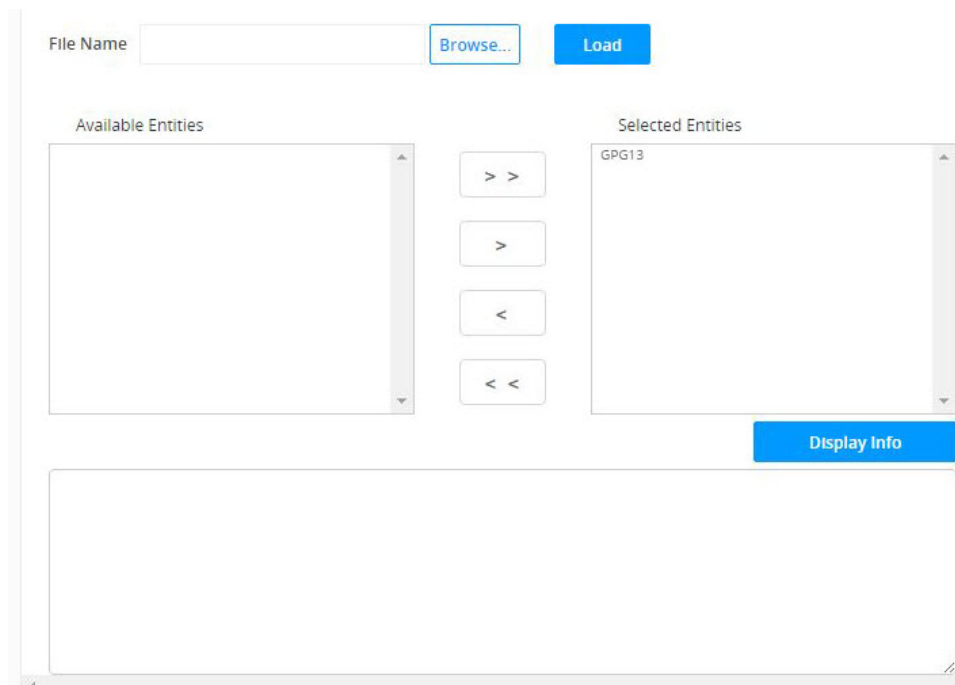 File Name Browse... Load
Available Entities Selected Entities
GPG13
> >
>
<
< <
Display Info